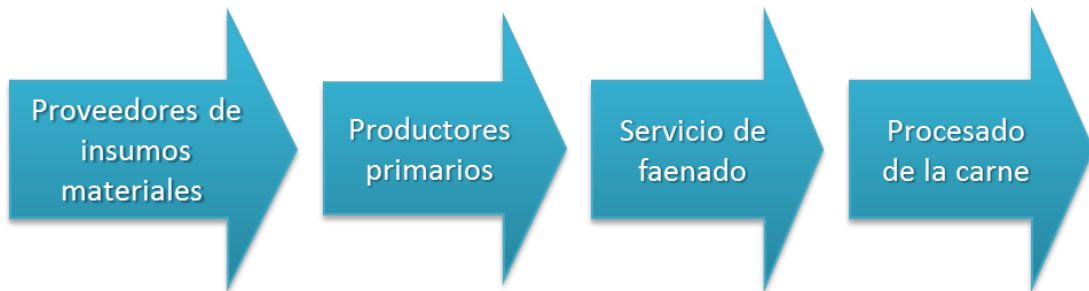 Proveedores de
insumos
materiales
Productores
primarios
Servicio de
faenado
Procesado
de la carne